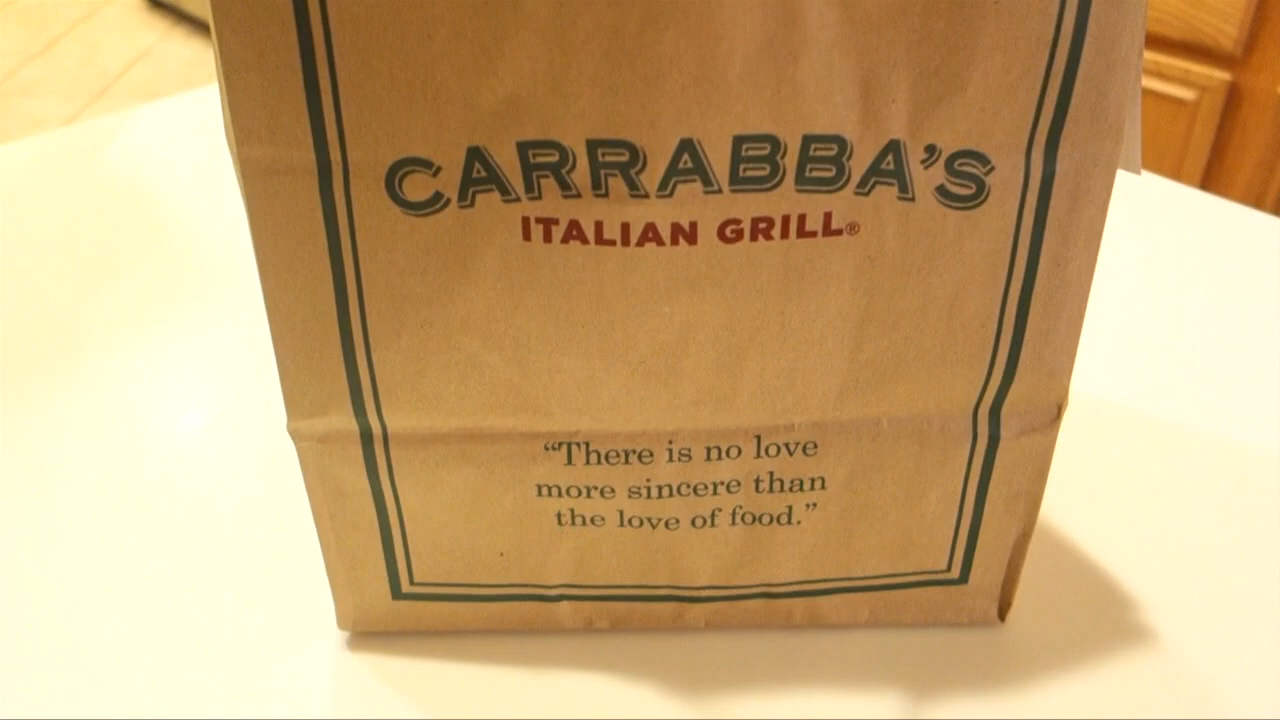 CARRABBA'S
ITALIAN GRILL®
“There is no love
more sincere than
the love of food.”